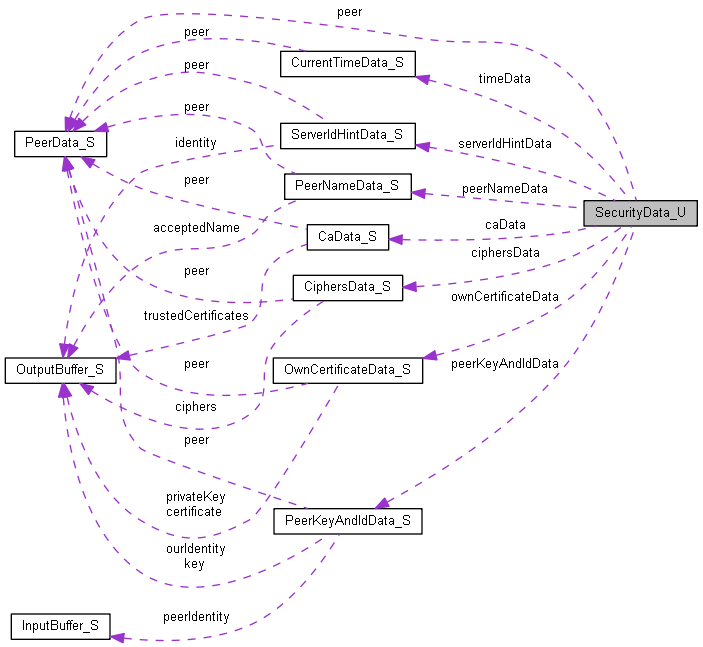 peer
peer
CurrentTimeData_S
timeData
peer
peer
ServerIdHintData_S
serverIdHintData
PeerData_S
identity
peer
PeerNameData_S
peerNameData
SecurityData_U
acceptedName
CaData_S
caData
peer
CiphersData_S
ciphersData
trustedCertificates
ownCertificateData
OutputBuffer_S
peer
OwnCertificateData_S
peerKeyAndIdData
ciphers
peer
privateKey
certificate
PeerKeyAndIdData_S
ourIdentity
key
InputBuffer_S
peerIdentity